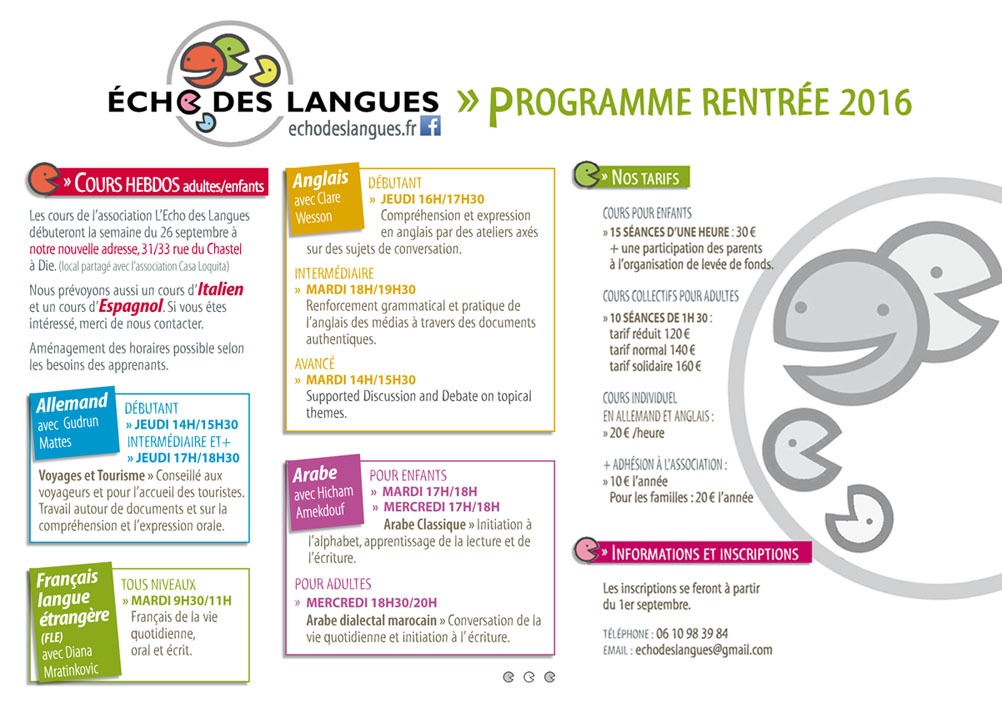 ÉCHO DES LANGUES
echodeslangues.fr
» PROGRAMME RENTRÉE 2016
» COURS HEBDOS adultes/enfants
Les cours de l'association L'Echo des Langues
débuteront la semaine du 26 septembre à
notre nouvelle adresse, 31/33 rue du Chastel
à Die. (local partagé avec l'association Casa Loquita)
Nous prévoyons aussi un cours d'Italien
et un cours d'Espagnol. Si vous êtes
intéressé, merci de nous contacter.
Aménagement des horaires possible selon
les besoins des apprenants.
Allemand
avec Gudrun
Mattes
DÉBUTANT
» JEUDI 14H/15H30
INTERMÉDIAIRE ET+
» JEUDI 17H/18H30
Voyages et Tourisme » Conseillé aux
voyageurs et pour l'accueil des touristes.
Travail autour de documents et sur la
compréhension et l'expression orale.
Français
langue
étrangère
(FLE)
avec Diana
Mratinkovic
TOUS NIVEAUX
» MARDI 9H30/11H
Français de la vie
quotidienne,
oral et écrit.
Anglais
avec Clare
Wesson
DÉBUTANT
» JEUDI 16H/17H30
Compréhension et expression
en anglais par des ateliers axés
sur des sujets de conversation.
INTERMÉDIAIRE
» MARDI 18H/19H30
Renforcement grammatical et pratique de
l'anglais des médias à travers des documents
authentiques.
AVANCÉ
» MARDI 14H/15H30
Supported Discussion and Debate on topical
themes.
Arabe
avec Hicham
Amekdouf
POUR ENFANTS
» MARDI 17H/18H
» MERCREDI 17H/18H
Arabe Classique » Initiation à
l'alphabet, apprentissage de la lecture et de
l'écriture.
POUR ADULTES
» MERCREDI 18H30/20H
Arabe dialectal marocain » Conversation de la
vie quotidienne et initiation à l' écriture.
» NOS TARIFS
COURS POUR ENFANTS
» 15 SÉANCES D'UNE HEURE : 30 €
+ une participation des parents
à l'organisation de levée de fonds.
COURS COLLECTIFS POUR ADULTES
» 10 SÉANCES DE 1H 30 :
tarif réduit 120 €
tarif normal 140 €
tarif solidaire 160 €
COURS INDIVIDUEL
EN ALLEMAND ET ANGLAIS :
» 20 € /heure
+ ADHÉSION À L'ASSOCIATION :
» 10 € l'année
Pour les familles : 20 € l'année
» INFORMATIONS ET INSCRIPTIONS
Les inscriptions se feront à partir
du 1er septembre.
TÉLÉPHONE : 06 10 98 39 84
EMAIL : echodeslangues@gmail.com